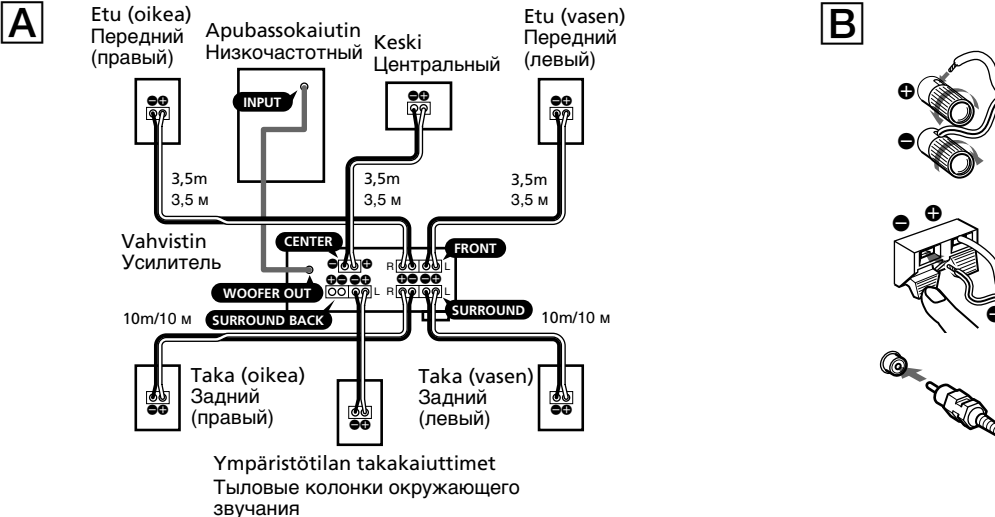 A
Etu (oikea)
Передний
(правый)
Apubassokaiutin
Низкочастотный
Keski
Центральный
Etu (vasen)
Передний
(левый)
B
INPUT
3,5m
3,5 м
3,5m
3,5 м
3,5m
3,5 м
Vahvistin
Усилитель
CENTER
FRONT
R
L
WOOFER OUT
L
R
L
SURROUND BACK
SURROUND
10m/10 м
10m/10 м
Taka (oikea)
Задний
(правый)
Taka (vasen)
Задний
(левый)
Ympäristötilan takakaiuttimet
Тыловые колонки окружающего
звучания